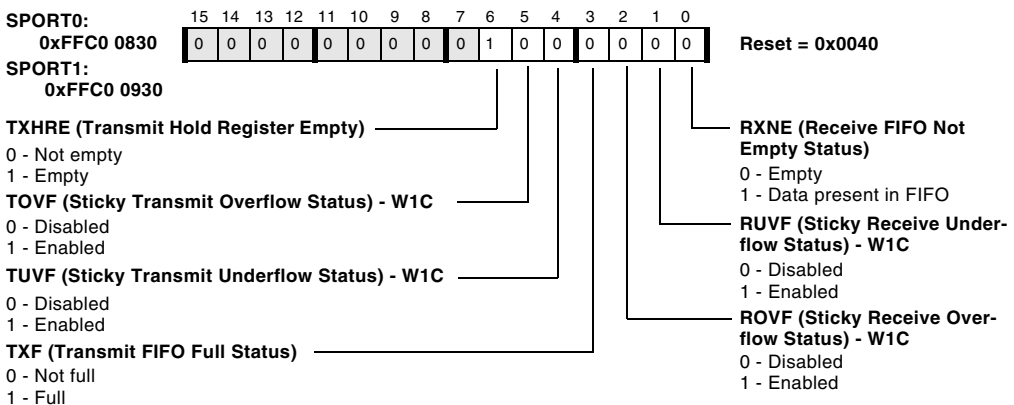 SPORT0:
0xFFC0 0830
SPORT1:
0xFFC0 0930
15 14 13 12 11 10 9 8 7 6 5 4 3 2 1 0
0 0 0 0 0 0 0 0 0 1 0 0 0 0 0 0
Reset = 0x0040
TXHRE (Transmit Hold Register Empty)
0 - Not empty
1 - Empty
TOVF (Sticky Transmit Overflow Status) - W1C
0 - Disabled
1 - Enabled
TUVF (Sticky Transmit Underflow Status) - W1C
0 - Disabled
1 - Enabled
TXF (Transmit FIFO Full Status)
0 - Not full
1 - Full
RXNE (Receive FIFO Not
Empty Status)
0 - Empty
1 - Data present in FIFO
RUVF (Sticky Receive Under-
flow Status) - W1C
0 - Disabled
1 - Enabled
ROVF (Sticky Receive Over-
flow Status) - W1C
0 - Disabled
1 - Enabled